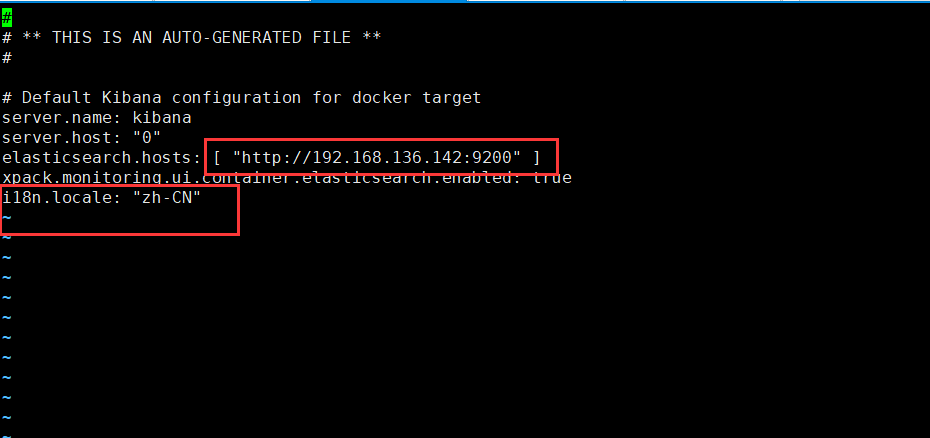 #
# ** THIS IS AN AUTO-GENERATED FILE **
#
# Default Kibana configuration for docker target
server.name: kibana
server.host: "0"
elasticsearch.hosts: [ "http://192.168.136.142:9200" ]
xpack.monitoring.ui.container.elasticsearch.enabled: true
i18n.locale: "zh-CN"
~
~
~
~
~
~
~
~
~
~
~
~